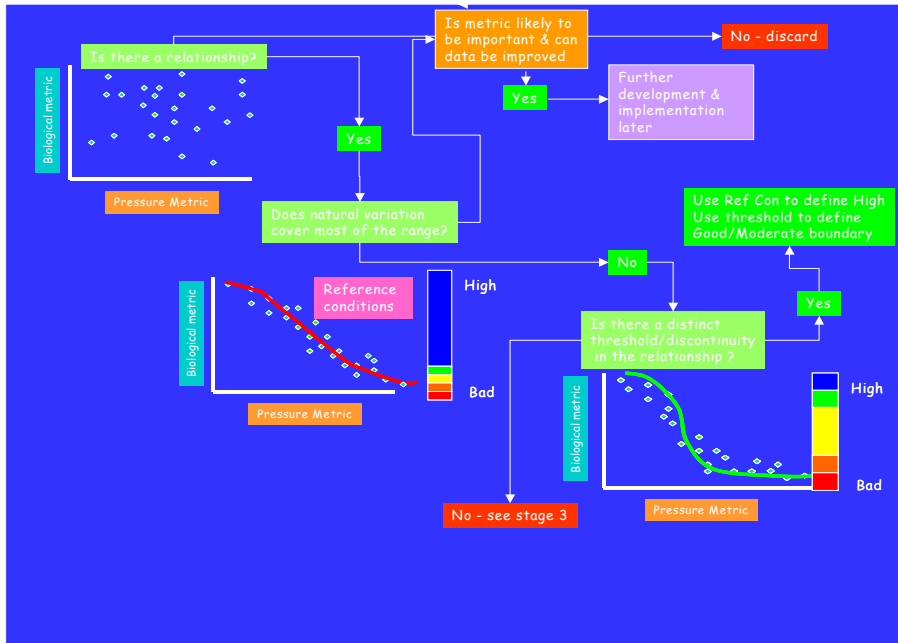 Is metric likely to
be important & can
data be improved
No - discard
Is there a relationship?
Yes
Further
development &
implementation
later
Biological metric
Pressure Metric
Yes
Does natural variation
cover most of the range?
Use Ref Con to define High
Use threshold to define
Good/Moderate boundary
No
Yes
Reference
conditions
High
Bad
Biological metric
Pressure Metric
Is there a distinct
threshold/discontinuity
in the relationship ?
High
Bad
Biological metric
Pressure Metric
No - see stage 3